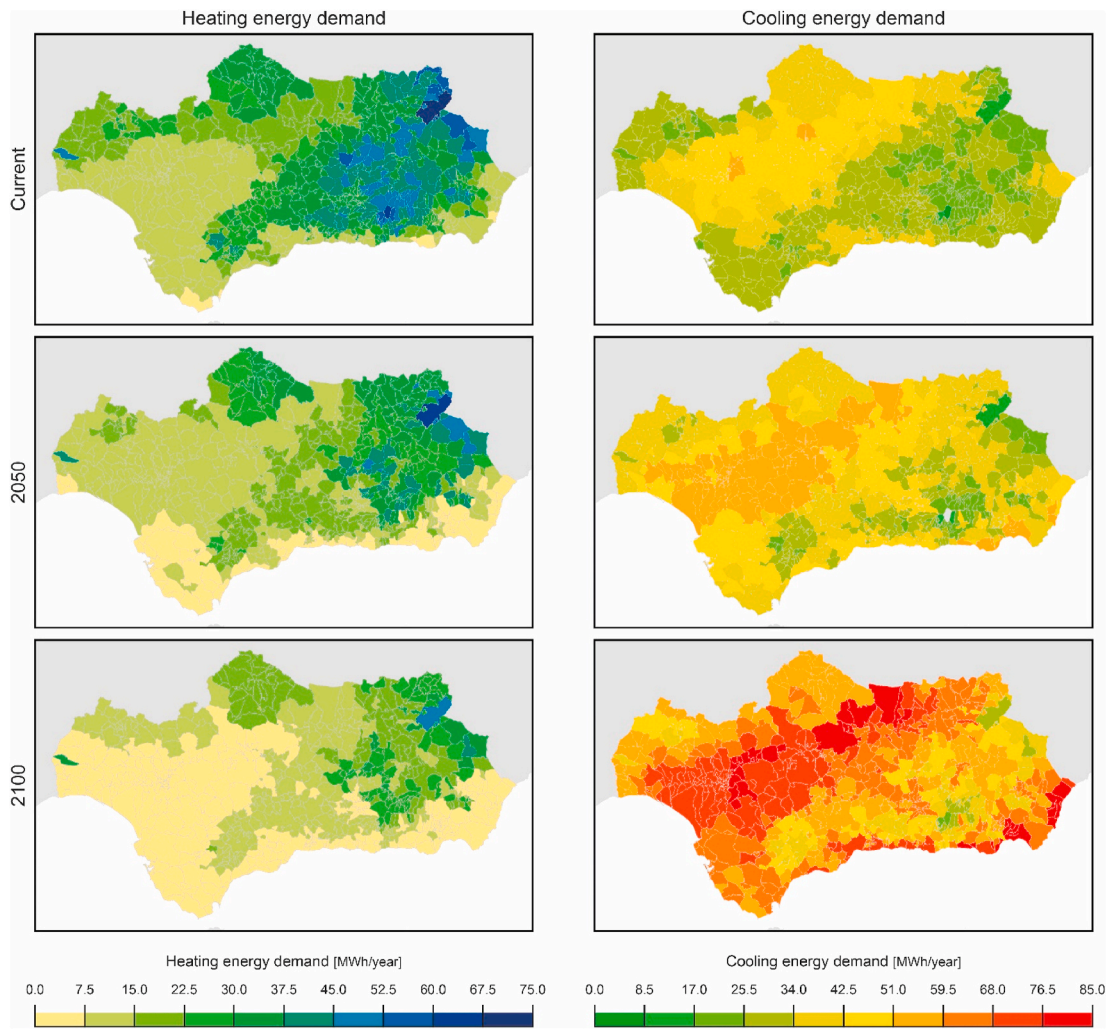 Heating energy demand
Cooling energy demand
Current
2050
2100
Heating energy demand [MWh/year]
0.0 7.5 15.0 22.5 30.0 37.5 45.0 52.5 60.0 67.5 75.0
Cooling energy demand [MWh/year]
0.0 8.5 17.0 25.5 34.0 42.5 51.0 59.5 68.0 76.5 85.0